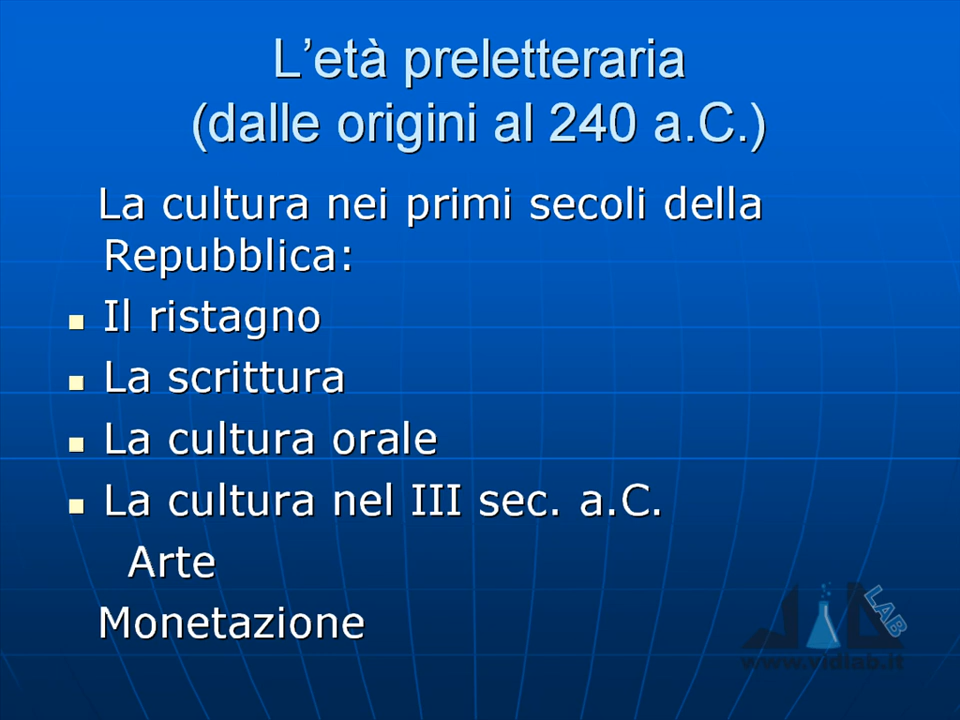 L'età preletteraria
(dalle origini al 240 a.C.)
La cultura nei primi secoli della
Repubblica:
Il ristagno
La scrittura
La cultura orale
La cultura nel III sec. a.C.
Arte
Monetazione
LAB
www.vidlab.it